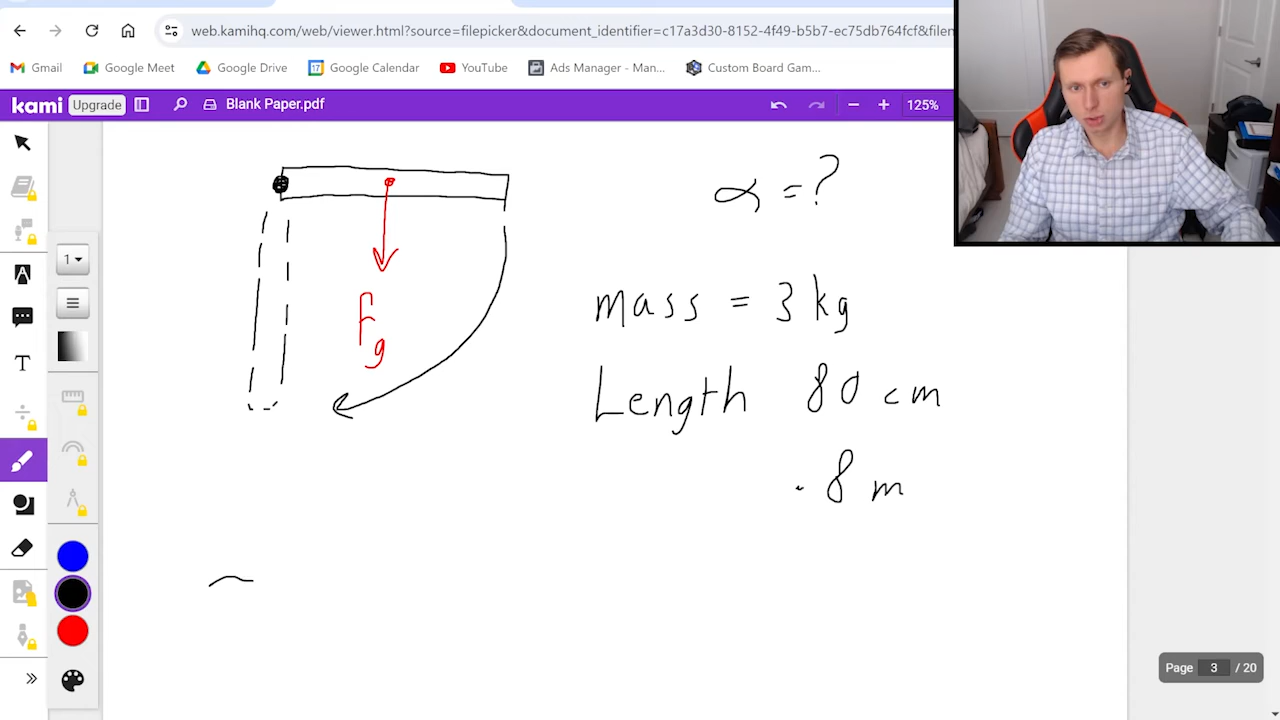 web.kamihq.com/web/viewer.html?source=filepicker&document_identifier=c17a3d30-8152-4f49-b5b7-ec75db764fcf&filen
Gmail Google Meet Google Drive 17 Google Calendar YouTube Ads Manager - Man... Custom Board Gam...
kami Upgrade Blank Paper.pdf 125%
A
T
1
α = ?
mass = 3 kg
Length 80 cm
.8 m
Fg
Page 3 / 20